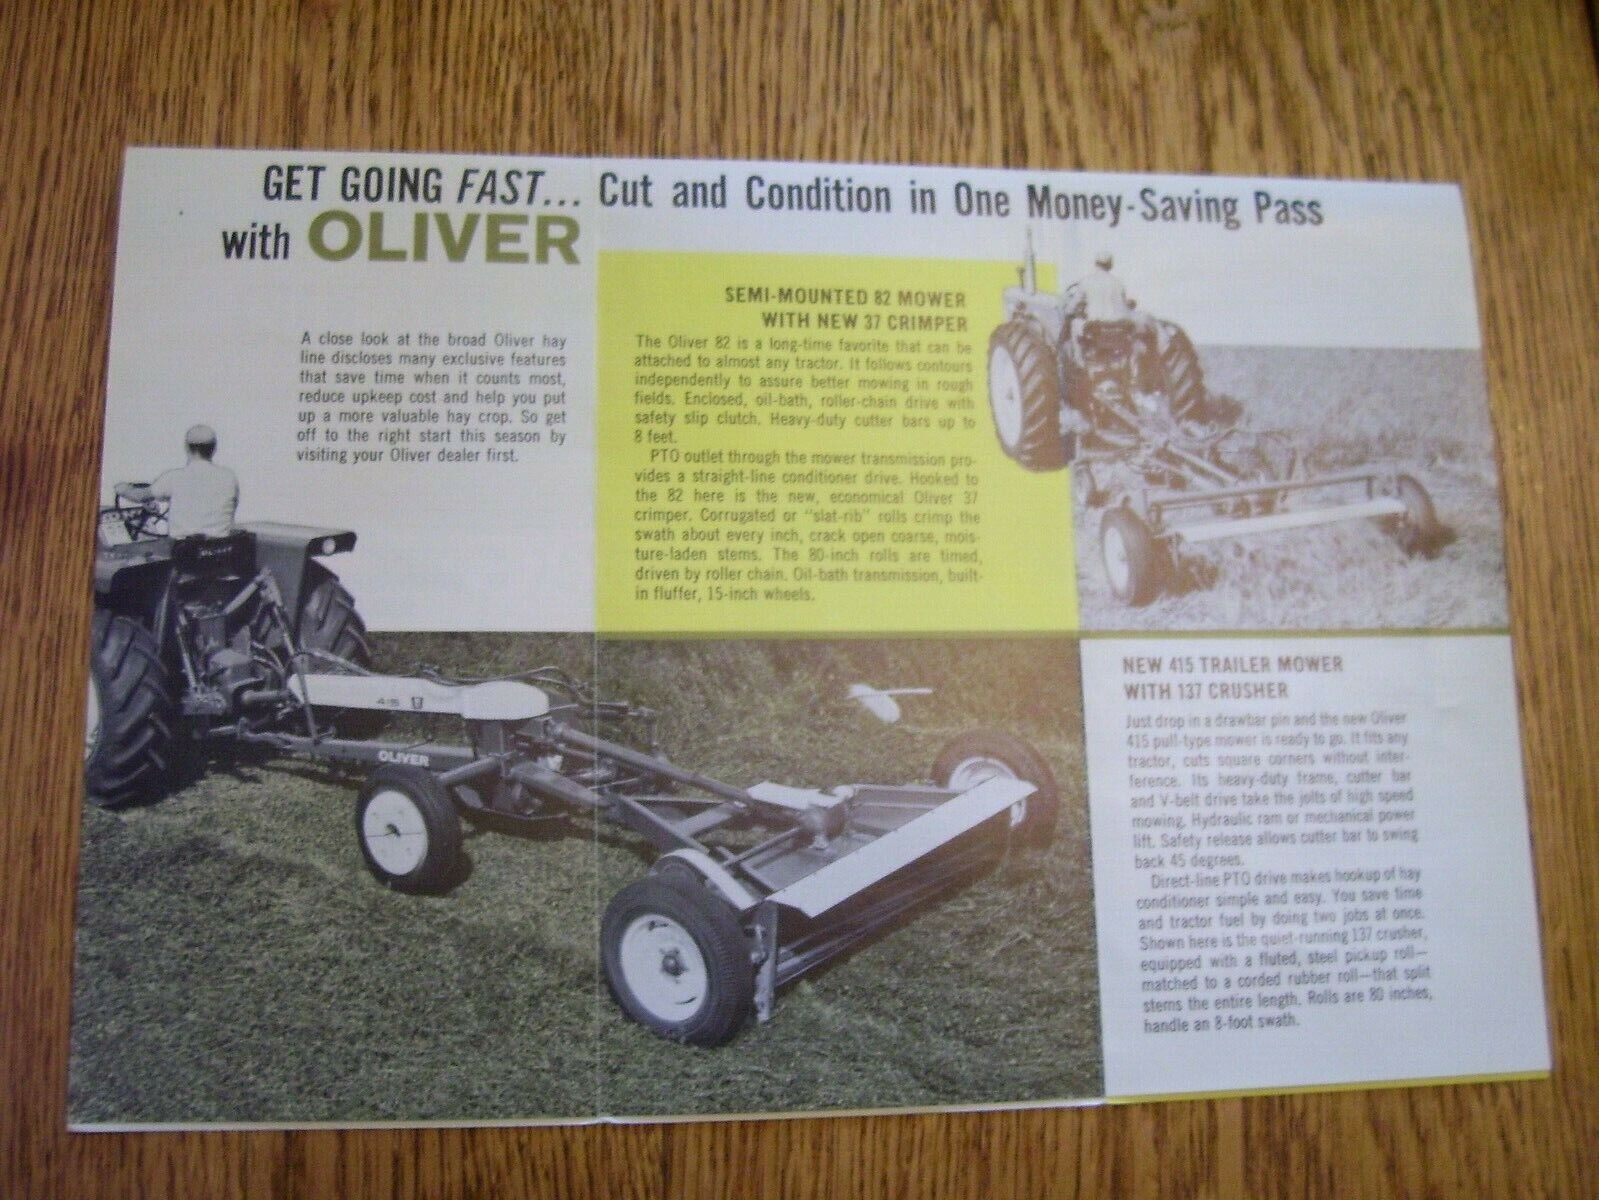 GET GOING FAST... Cut and Condition in One Money-Saving Pass
with OLIVER
A close look at the broad Oliver hay
line discloses many exclusive features
that save time when it counts most,
reduce upkeep cost and help you put
up a more valuable hay crop. So get
off to the right start this season by
visiting your Oliver dealer first.
SEMI-MOUNTED 82 MOWER
WITH NEW 37 CRIMPER
The Oliver 82 is a long-time favorite that can be
attached to almost any tractor. It follows contours
independently to assure better mowing in rough
fields. Enclosed, oil-bath, roller-chain drive with
safety slip clutch. Heavy-duty cutter bars up to
8 feet.
PTO outlet through the mower transmission pro-
vides a straight-line conditioner drive. Hooked to
the 82 here is the new, economical Oliver 37
crimper. Corrugated or "slat-rib" rolls crimp the
swath about every inch, crack open coarse, mois-
ture-laden stems. The 80-inch rolls are timed,
driven by roller chain. Oil-bath transmission, built-
in fluffer, 15-inch wheels.
415
OLIVER
NEW 415 TRAILER MOWER
WITH 137 CRUSHER
Just drop in a drawbar pin and the new Oliver
415 pull-type mower is ready to go. It fits any
tractor, cuts square corners without inter-
ference. Its heavy-duty frame, cutter bar
and V-belt drive take the jolts of high speed
mowing. Hydraulic ram or mechanical power
lift. Safety release allows cutter bar to swing
back 45 degrees.
Direct-line PTO drive makes hookup of hay
conditioner simple and easy. You save time
and tractor fuel by doing two jobs at once.
Shown here is the quiet-running 137 crusher,
equipped with a fluted, steel pickup roll—
matched to a corded rubber roll—that split
stems the entire length. Rolls are 80 inches,
handle an 8-foot swath.